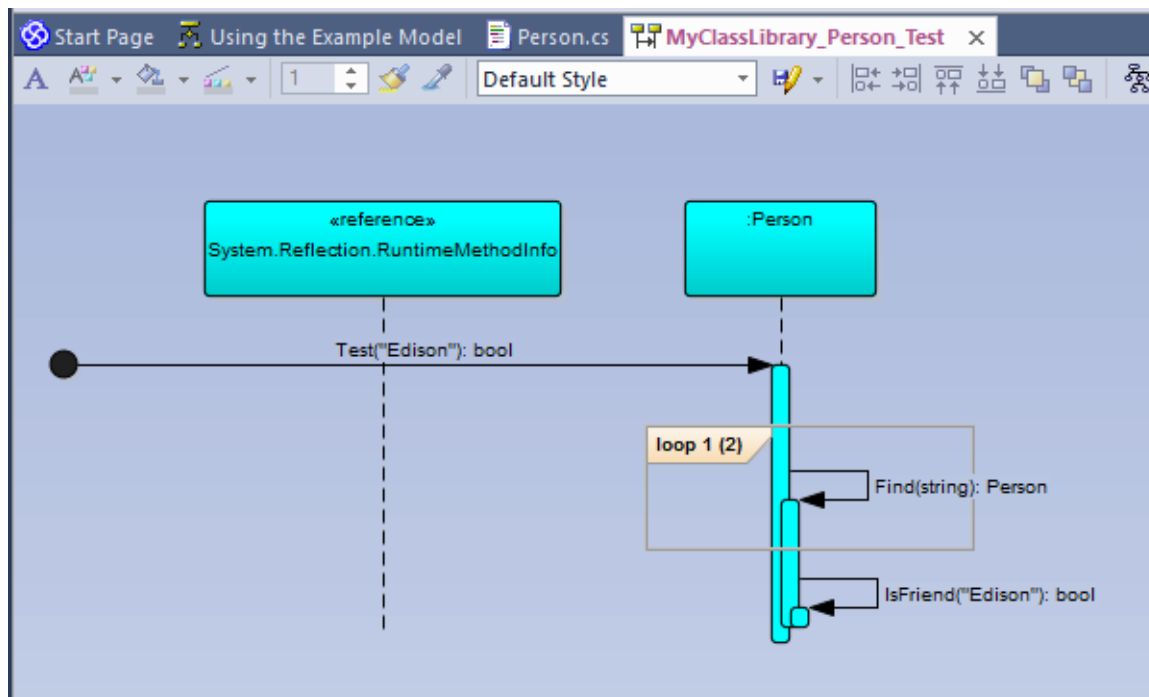 Start Page Using the Example Model Person.cs MyClassLibrary_Person_Test
A 1 Default Style
«reference»
System.Reflection.RuntimeMethodInfo
:Person
Test("Edison"): bool
loop 1 (2)
Find(string): Person
IsFriend("Edison"): bool